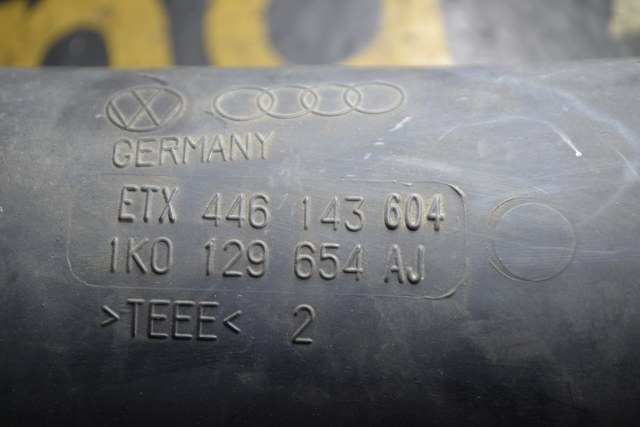 GERMANY
ETX 446 143 604
1K0 129 654 AJ
>TEEE< 2